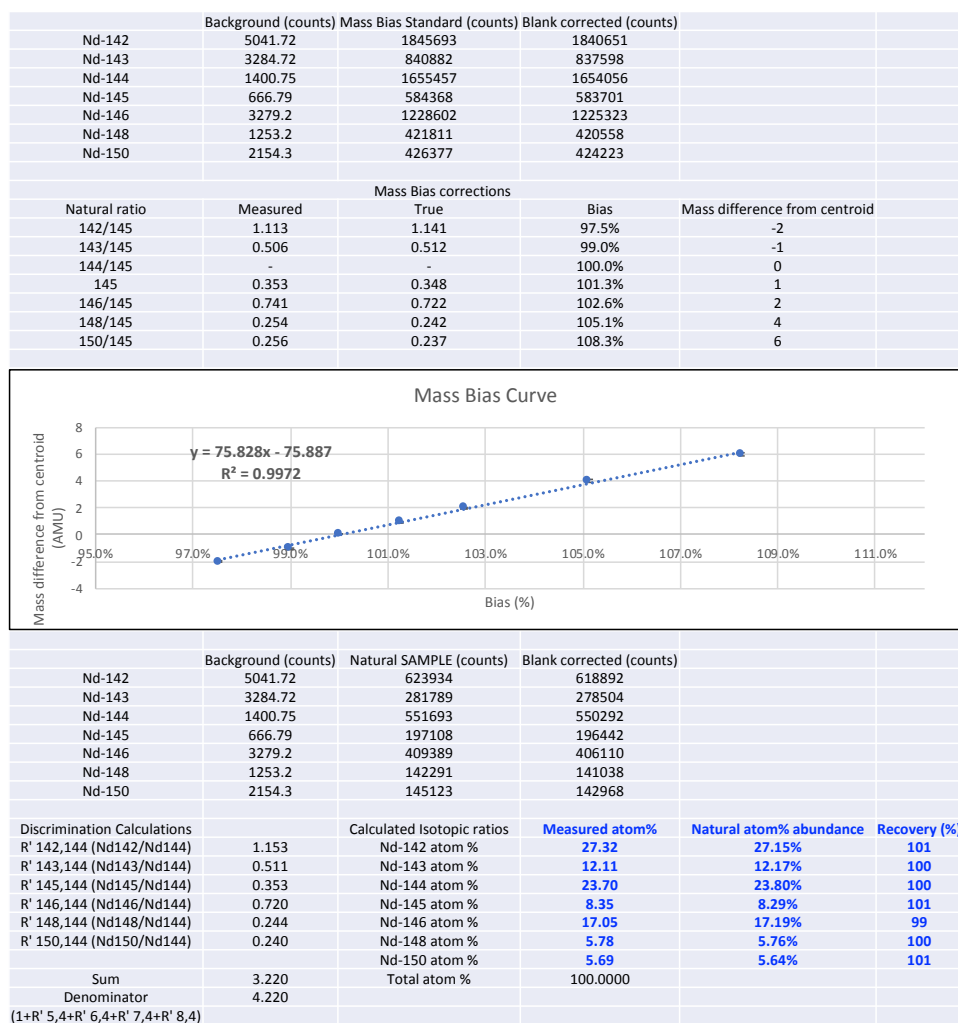 Background (counts) Mass Bias Standard (counts) Blank corrected (counts)
Nd-142 5041.72 1845693 1840651
Nd-143 3284.72 840882 837598
Nd-144 1400.75 1655457 1654056
Nd-145 666.79 584368 583701
Nd-146 3279.2 1228602 1225323
Nd-148 1253.2 421811 420558
Nd-150 2154.3 426377 424223
Mass Bias corrections
Natural ratio Measured True Bias Mass difference from centroid
142/145 1.113 1.141 97.5% -2
143/145 0.506 0.512 99.0% -1
144/145 - - 100.0% 0
145 0.353 0.348 101.3% 1
146/145 0.741 0.722 102.6% 2
148/145 0.254 0.242 105.1% 4
150/145 0.256 0.237 108.3% 6
Mass Bias Curve
Mass difference from centroid
(AMU)
8
6
4
2
0
-2
-4
y = 75.828x - 75.887
R² = 0.9972
95.0% 97.0% 99.0% 101.0% 103.0% 105.0% 107.0% 109.0% 111.0%
Bias (%)
Background (counts) Natural SAMPLE (counts) Blank corrected (counts)
Nd-142 5041.72 623934 618892
Nd-143 3284.72 281789 278504
Nd-144 1400.75 551693 550292
Nd-145 666.79 197108 196442
Nd-146 3279.2 409389 406110
Nd-148 1253.2 142291 141038
Nd-150 2154.3 145123 142968
Discrimination Calculations Calculated Isotopic ratios Measured atom% Natural atom% abundance Recovery (%)
R' 142,144 (Nd142/Nd144) 1.153 Nd-142 atom % 27.32 27.15% 101
R' 143,144 (Nd143/Nd144) 0.511 Nd-143 atom % 12.11 12.17% 100
R' 145,144 (Nd145/Nd144) 0.353 Nd-144 atom % 23.70 23.80% 100
R' 146,144 (Nd146/Nd144) 0.720 Nd-145 atom % 8.35 8.29% 101
R' 148,144 (Nd148/Nd144) 0.244 Nd-146 atom % 17.05 17.19% 99
R' 150,144 (Nd150/Nd144) 0.240 Nd-148 atom % 5.78 5.76% 100
Nd-150 atom % 5.69 5.64% 101
Sum 3.220 Total atom % 100.0000
Denominator 4.220
(1+R' 5,4+R' 6,4+R' 7,4+R' 8,4)